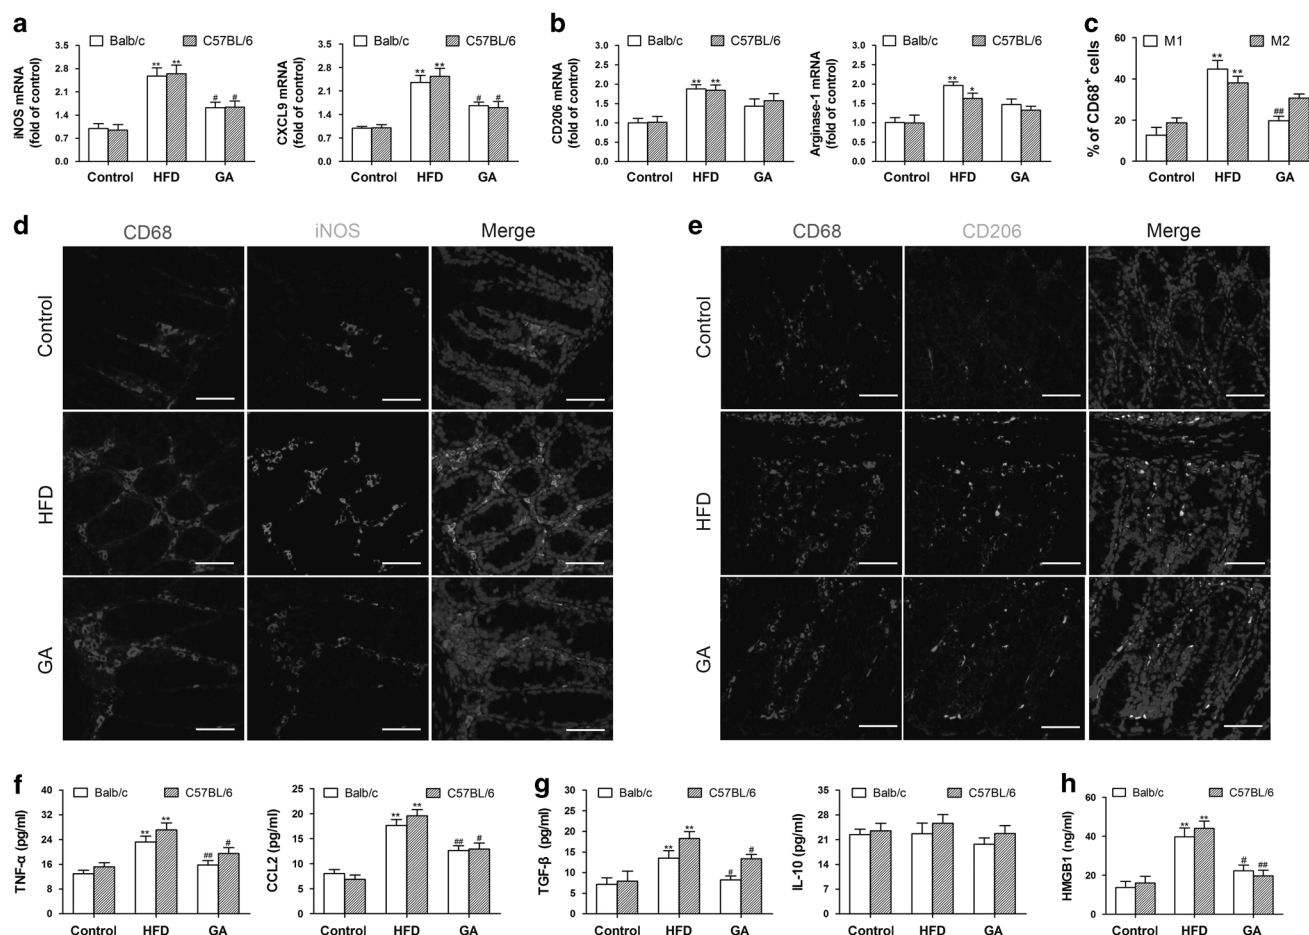 a
Balb/c
C57BL/6
iNOS mRNA
(fold of control)
3.5
2.8
2.1
1.4
0.7
0.0
** ** # #
Control HFD GA
Balb/c
C57BL/6
CXCL9 mRNA
(fold of control)
3.5
2.8
2.1
1.4
0.7
0.0
** ** # #
Control HFD GA
b
Balb/c
C57BL/6
CD206 mRNA
(fold of control)
3.0
2.5
2.0
1.5
1.0
0.5
0.0
** **
Control HFD GA
Balb/c
C57BL/6
Arginase-1 mRNA
(fold of control)
3.0
2.5
2.0
1.5
1.0
0.5
0.0
** *
Control HFD GA
c
M1
M2
% of CD68+ cells
60
40
20
0
** ** ##
Control HFD GA
d
CD68 iNOS Merge
Control
HFD
GA
e
CD68 CD206 Merge
Control
HFD
GA
f
Balb/c
C57BL/6
TNF-α (pg/ml)
40
32
24
16
8
0
** ** ## #
Control HFD GA
Balb/c
C57BL/6
CCL2 (pg/ml)
25
20
15
10
5
0
** ** ## #
Control HFD GA
g
Balb/c
C57BL/6
TGF-β (pg/ml)
30
25
20
15
10
5
0
** ** # #
Control HFD GA
Balb/c
C57BL/6
IL-10 (pg/ml)
35
28
21
14
7
0
Control HFD GA
h
Balb/c
C57BL/6
HMGB1 (ng/ml)
60
40
20
0
** ** # ##
Control HFD GA